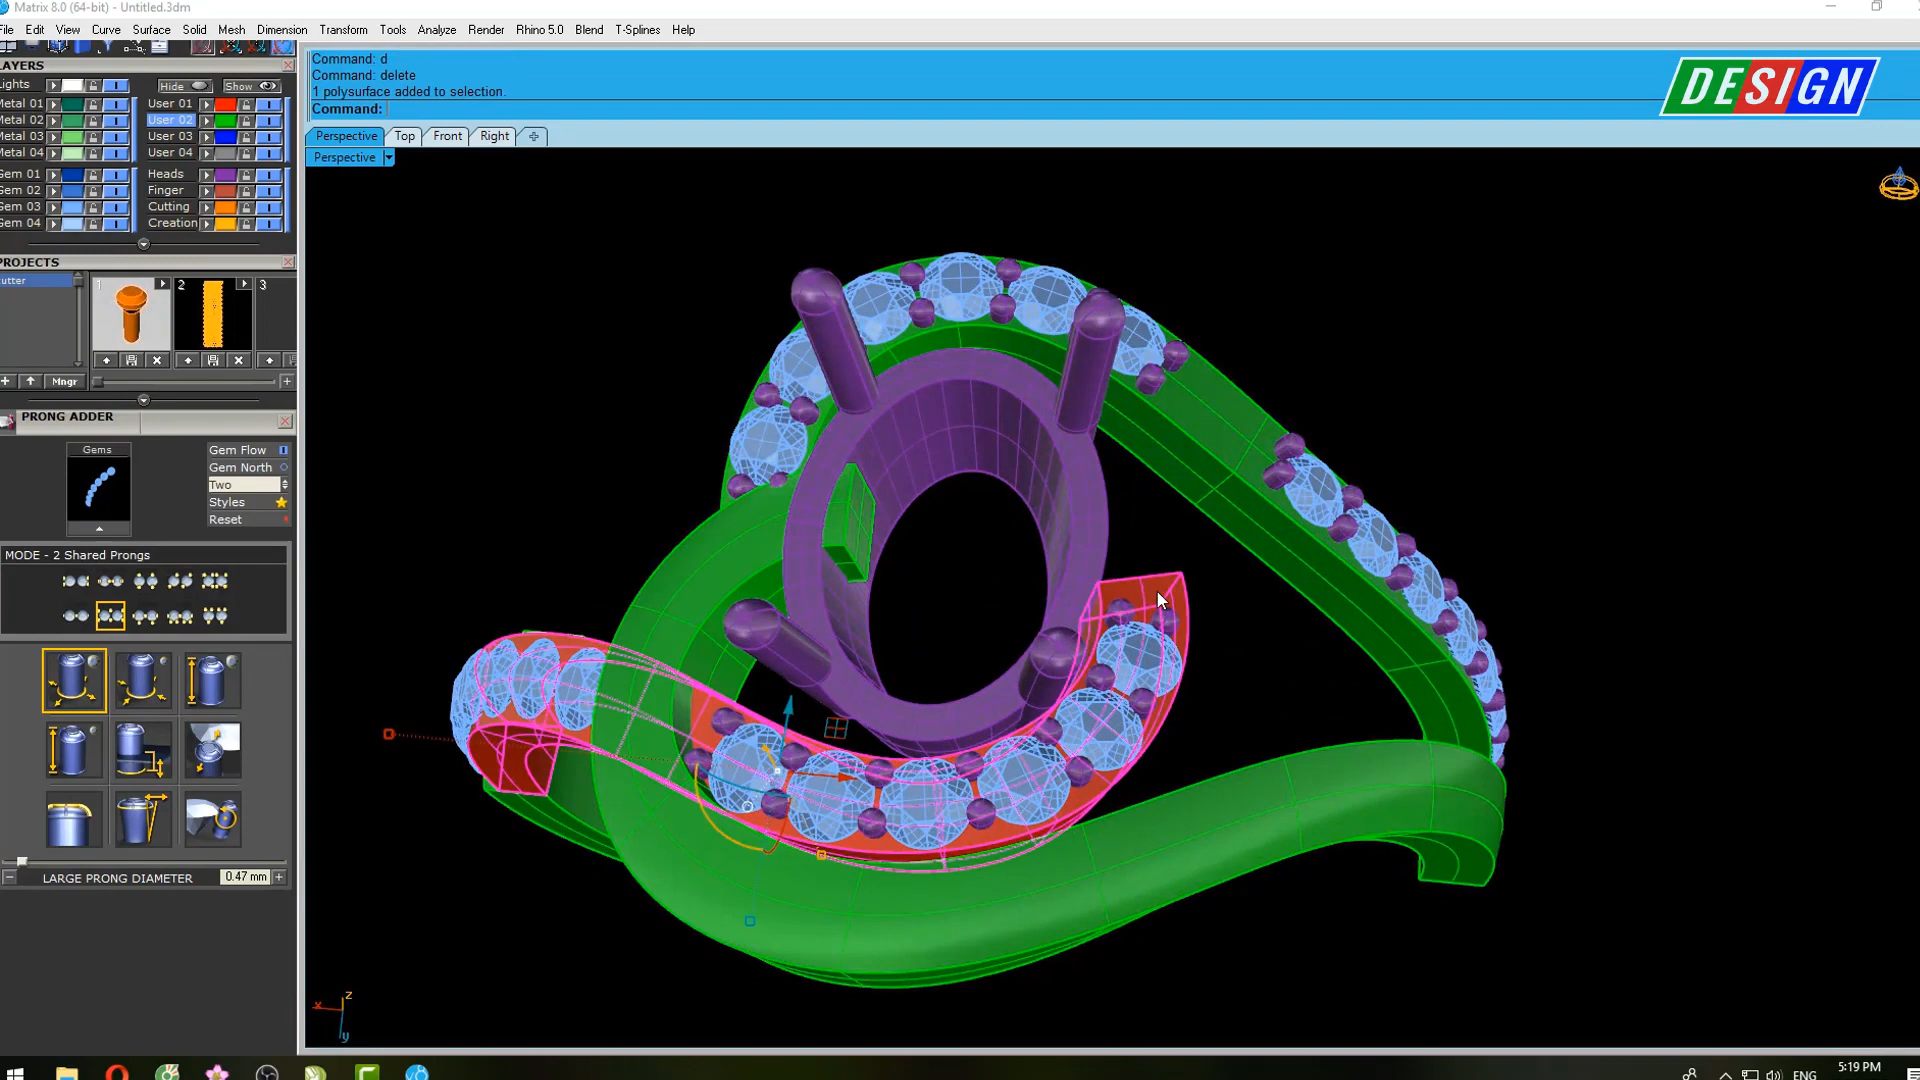 Matrix 8.0 (64-bit) - Untitled.3dm
File Edit View Curve Surface Solid Mesh Dimension Transform Tools Analyze Render Rhino 5.0 Blend T-Splines Help
Command: d
Command: delete
1 polysurface added to selection.
Command:
DESIGN
Perspective Top Front Right
Perspective
LAYERS
Lights Hide Show
Metal 01 User 01
Metal 02 User 02
Metal 03 User 03
Metal 04 User 04
Gem 01 Heads
Gem 02 Finger
Gem 03 Cutting
Gem 04 Creation
PROJECTS
utter
1 2 3
Mngr
PRONG ADDER
Gems
Gem Flow
Gem North
Two
Styles
Reset
MODE - 2 Shared Prongs
LARGE PRONG DIAMETER 0.47 mm
z
x
y
ENG
5:19 PM